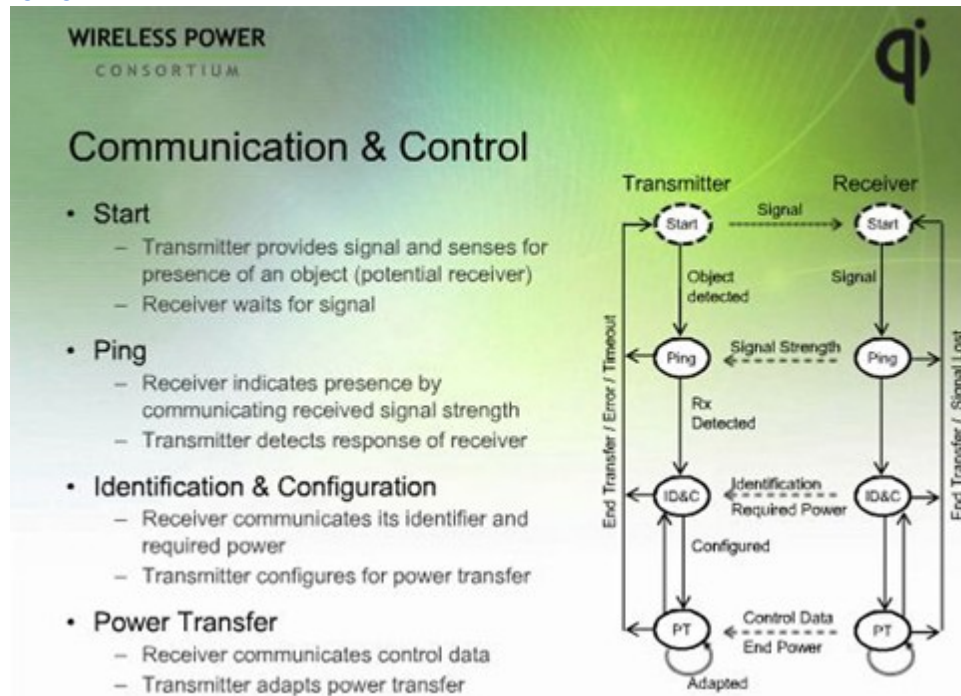 WIRELESS POWER
CONSORTIUM
qi
Communication & Control
• Start
– Transmitter provides signal and senses for
presence of an object (potential receiver)
– Receiver waits for signal
• Ping
– Receiver indicates presence by
communicating received signal strength
– Transmitter detects response of receiver
• Identification & Configuration
– Receiver communicates its identifier and
required power
– Transmitter configures for power transfer
• Power Transfer
– Receiver communicates control data
– Transmitter adapts power transfer
Transmitter
Receiver
Start
Signal
Start
Object
detected
Signal
Ping
Signal Strength
Ping
Rx
Detected
ID&C
Identification
Required Power
ID&C
Configured
PT
Control Data
End Power
PT
Adapted
End Transfer / Error / Timeout
End Transfer / Signal Lost